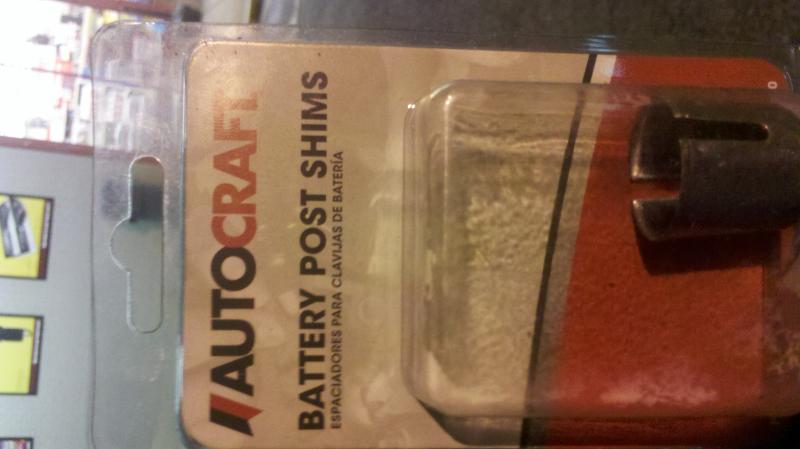 AUTOCRAFT
BATTERY POST SHIMS
ESPACIADORES PARA CLAVIJAS DE BATERÍA